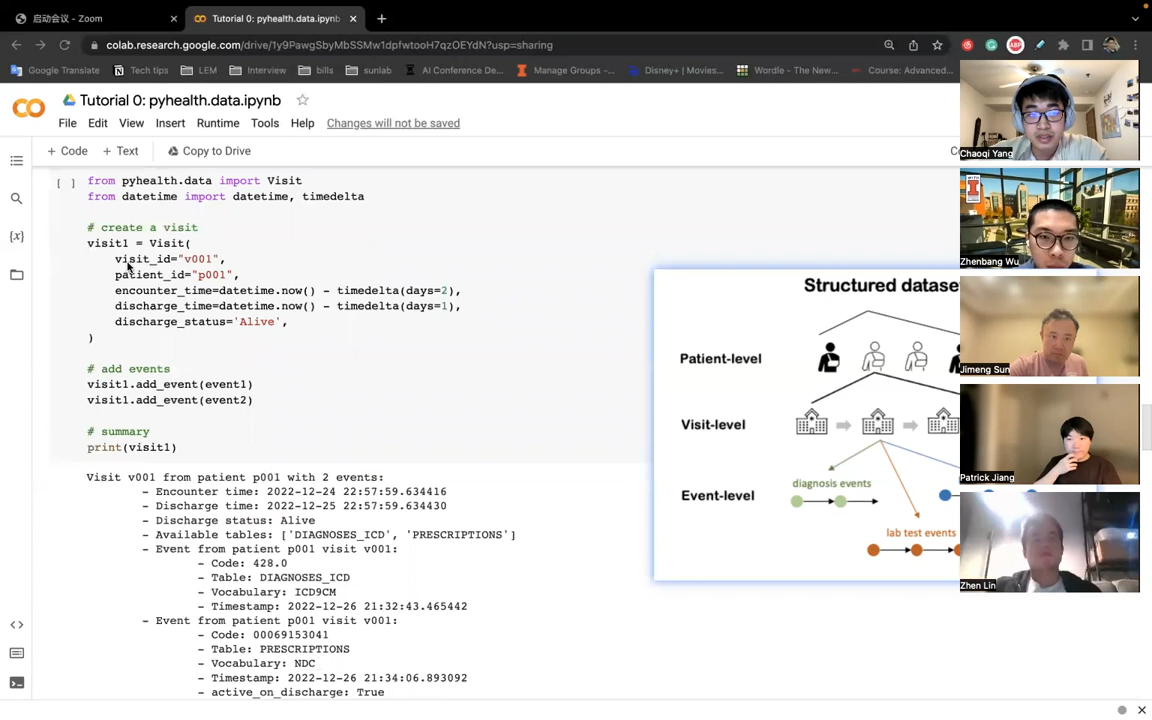 启动会议 - Zoom
Tutorial 0: pyhealth.data.ipynb
colab.research.google.com/drive/1y9PawgSbyMbSSMw1dpfwtooH7qzOEYdN?usp=sharing
Google Translate
Tech tips
LEM
Interview
bills
sunlab
AI Conference De...
Manage Groups -...
Disney+ | Movies...
Wordle - The New...
Course: Advanced...
Tutorial 0: pyhealth.data.ipynb
File Edit View Insert Runtime Tools Help Changes will not be saved
+ Code + Text Copy to Drive
[ ] from pyhealth.data import Visit
from datetime import datetime, timedelta
# create a visit
visit1 = Visit(
visit_id="v001",
patient_id="p001",
encounter_time=datetime.now() - timedelta(days=2),
discharge_time=datetime.now() - timedelta(days=1),
discharge_status='Alive',
)
# add events
visit1.add_event(event1)
visit1.add_event(event2)
# summary
print(visit1)
Visit v001 from patient p001 with 2 events:
- Encounter time: 2022-12-24 22:57:59.634416
- Discharge time: 2022-12-25 22:57:59.634430
- Discharge status: Alive
- Available tables: ['DIAGNOSES_ICD', 'PRESCRIPTIONS']
- Event from patient p001 visit v001:
- Code: 428.0
- Table: DIAGNOSES_ICD
- Vocabulary: ICD9CM
- Timestamp: 2022-12-26 21:32:43.465442
- Event from patient p001 visit v001:
- Code: 00069153041
- Table: PRESCRIPTIONS
- Vocabulary: NDC
- Timestamp: 2022-12-26 21:34:06.893092
- active_on_discharge: True
Structured datase
Patient-level
Visit-level
Event-level
diagnosis events
lab test events
Chaoqi Yang
Zhenbang Wu
Jimeng Sun
Patrick Jiang
Zhen Lin